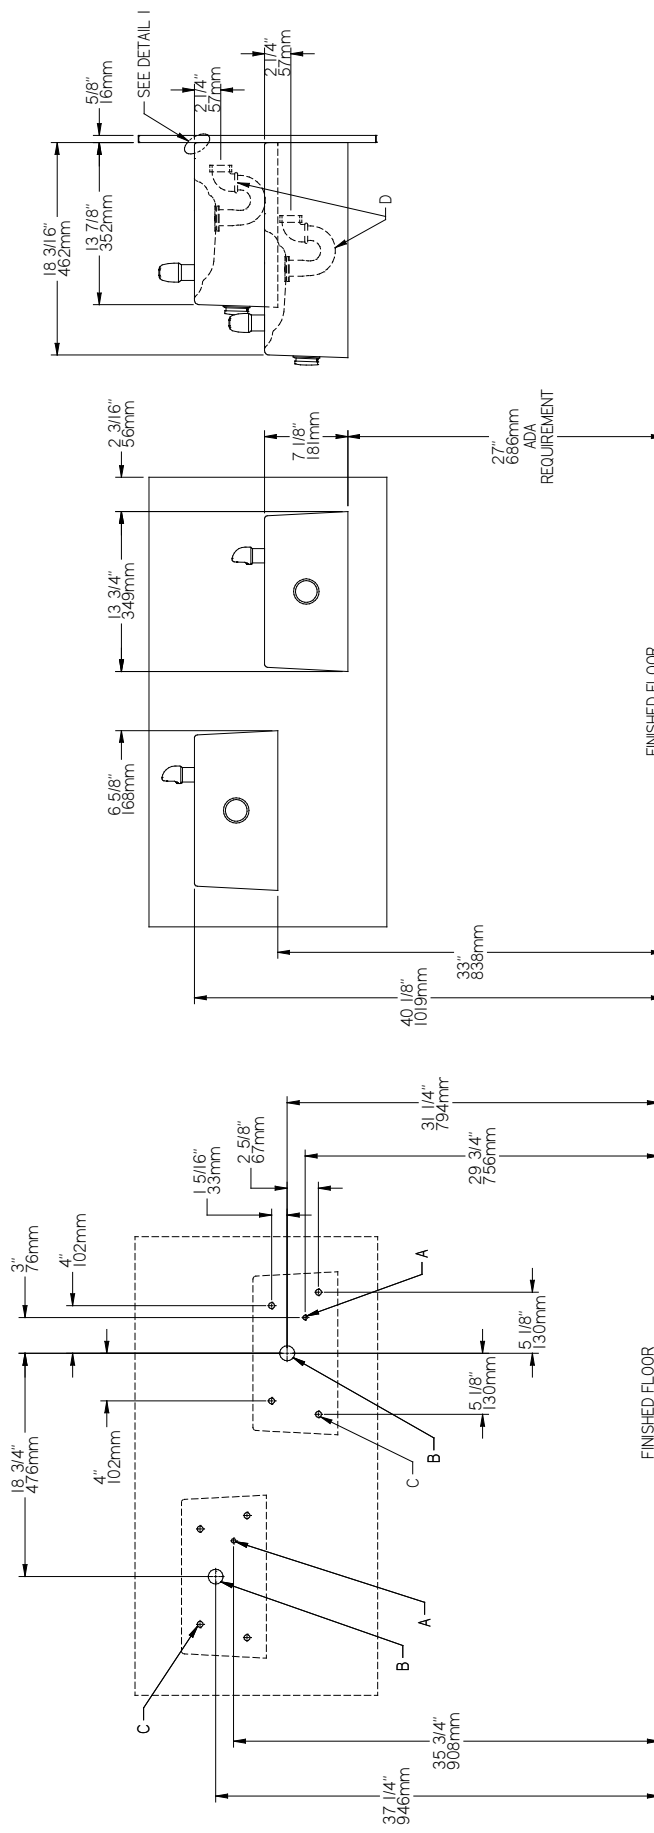 18 3/4"
476mm
3"
76mm
4"
102mm
4"
102mm
C
1 5/16"
33mm
2 5/8"
67mm
37 1/4"
946mm
B
A
35 3/4"
908mm
C
B
A
5 1/8"
130mm
5 1/8"
130mm
31 1/4"
794mm
29 3/4"
756mm
FINISHED FLOOR
6 5/8"
168mm
13 3/4"
349mm
2 3/16"
56mm
7 1/8"
181mm
40 1/8"
1019mm
33"
838mm
27"
686mm
ADA
REQUIREMENT
FINISHED FLOOR
18 3/16"
462mm
13 7/8"
352mm
5/8"
16mm
SEE DETAIL 1
2 1/4"
57mm
2 1/4"
57mm
D